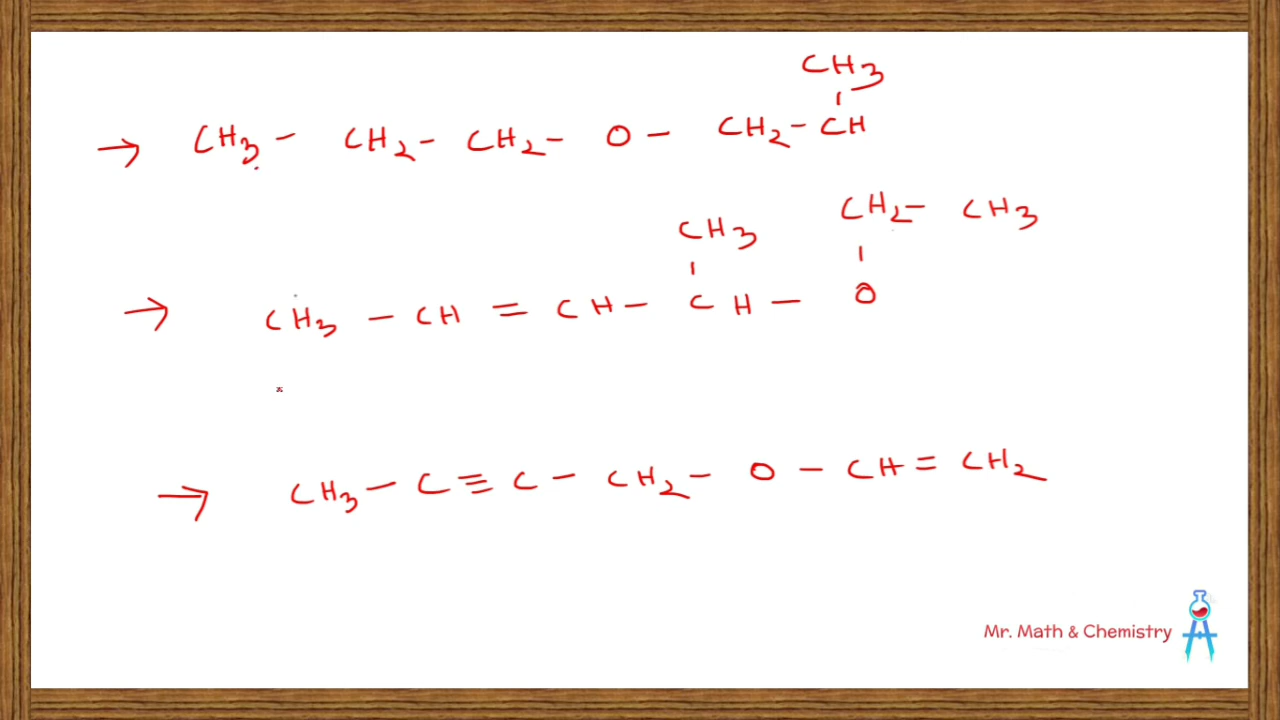 CH3
→ CH3 - CH2 - CH2 - O - CH2 - CH
CH3 CH2 - CH3
→ CH3 - CH = CH - CH - O
→ CH3 - C ≡ C - CH2 - O - CH = CH2
Mr. Math & Chemistry